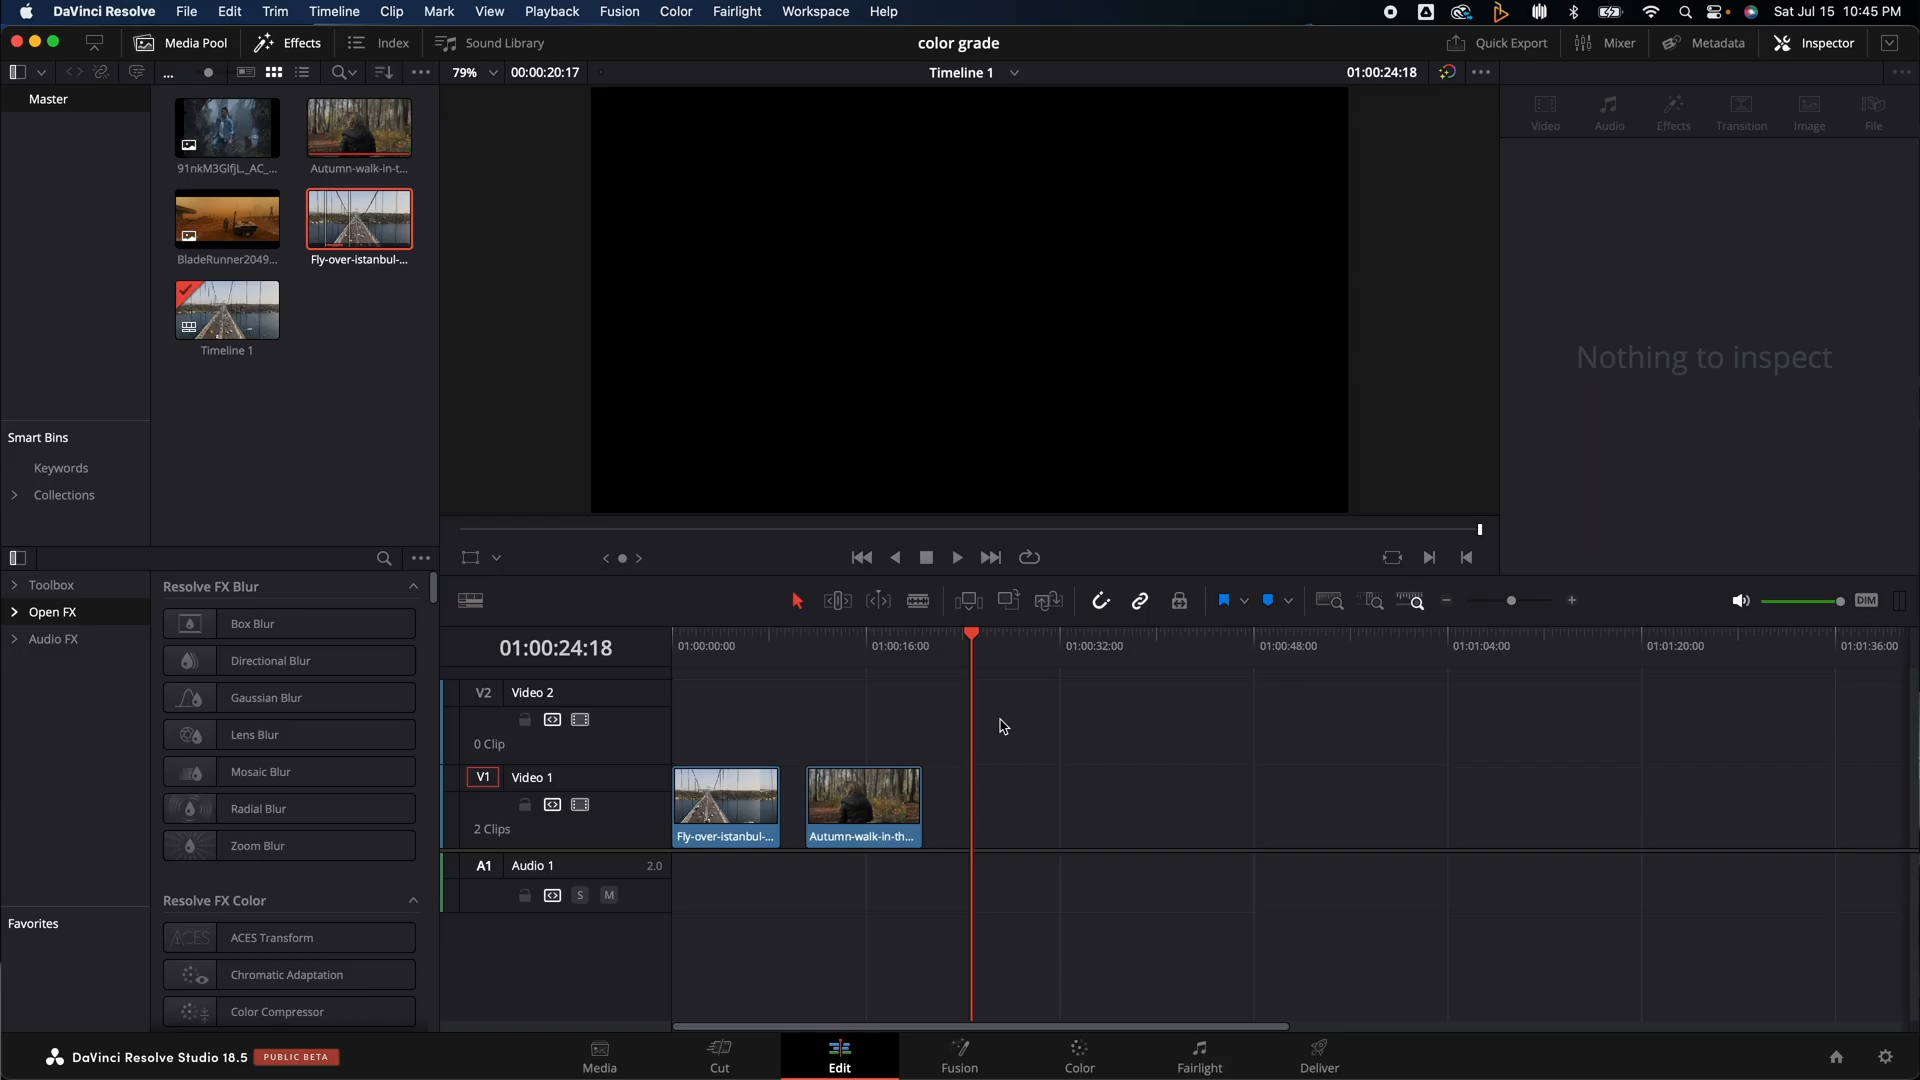 DaVinci Resolve File Edit Trim Timeline Clip Mark View Playback Fusion Color Fairlight Workspace Help Sat Jul 15 10:45 PM
Media Pool Effects Index Sound Library color grade Quick Export Mixer Metadata Inspector
... 79% 00:00:20:17 Timeline 1 01:00:24:18
Master
Video Audio Effects Transition Image File
91nkM3GlfjL._AC_... Autumn-walk-in-t...
BladeRunner2049... Fly-over-istanbul-...
Timeline 1
Nothing to inspect
Smart Bins
Keywords
Collections
Toolbox
Open FX
Audio FX
Favorites
Resolve FX Blur
Box Blur
Directional Blur
Gaussian Blur
Lens Blur
Mosaic Blur
Radial Blur
Zoom Blur
Resolve FX Color
ACES ACES Transform
Chromatic Adaptation
Color Compressor
DIM
01:00:24:18 01:00:00:00 01:00:16:00 01:00:32:00 01:00:48:00 01:01:04:00 01:01:20:00 01:01:36:00
V2 Video 2
0 Clip
V1 Video 1
2 Clips
Fly-over-istanbul-... Autumn-walk-in-th...
A1 Audio 1 2.0
S M
DaVinci Resolve Studio 18.5 PUBLIC BETA
Media Cut Edit Fusion Color Fairlight Deliver